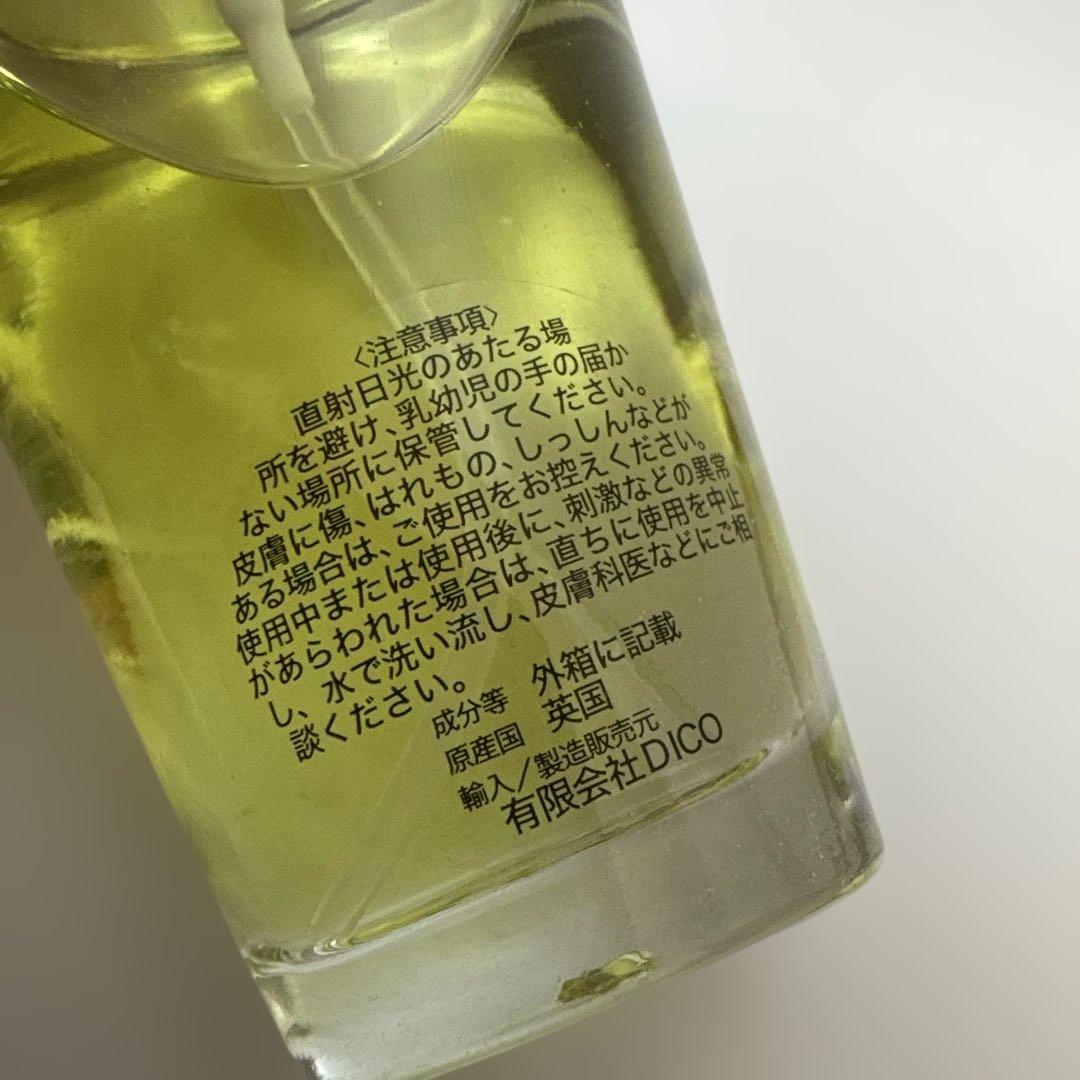 〈注意事項〉
直射日光のあたる場
所を避け、乳幼児の手の届か
ない場所に保管してください。
皮膚に傷、はれもの、しっしんなどが
ある場合は、ご使用をお控えください。
使用中または使用後に、刺激などの異常
があらわれた場合は、直ちに使用を中止
し、水で洗い流し、皮膚科医などにご相
談ください。
成分等 外箱に記載
原産国 英国
輸入/製造販売元
有限会社DICO